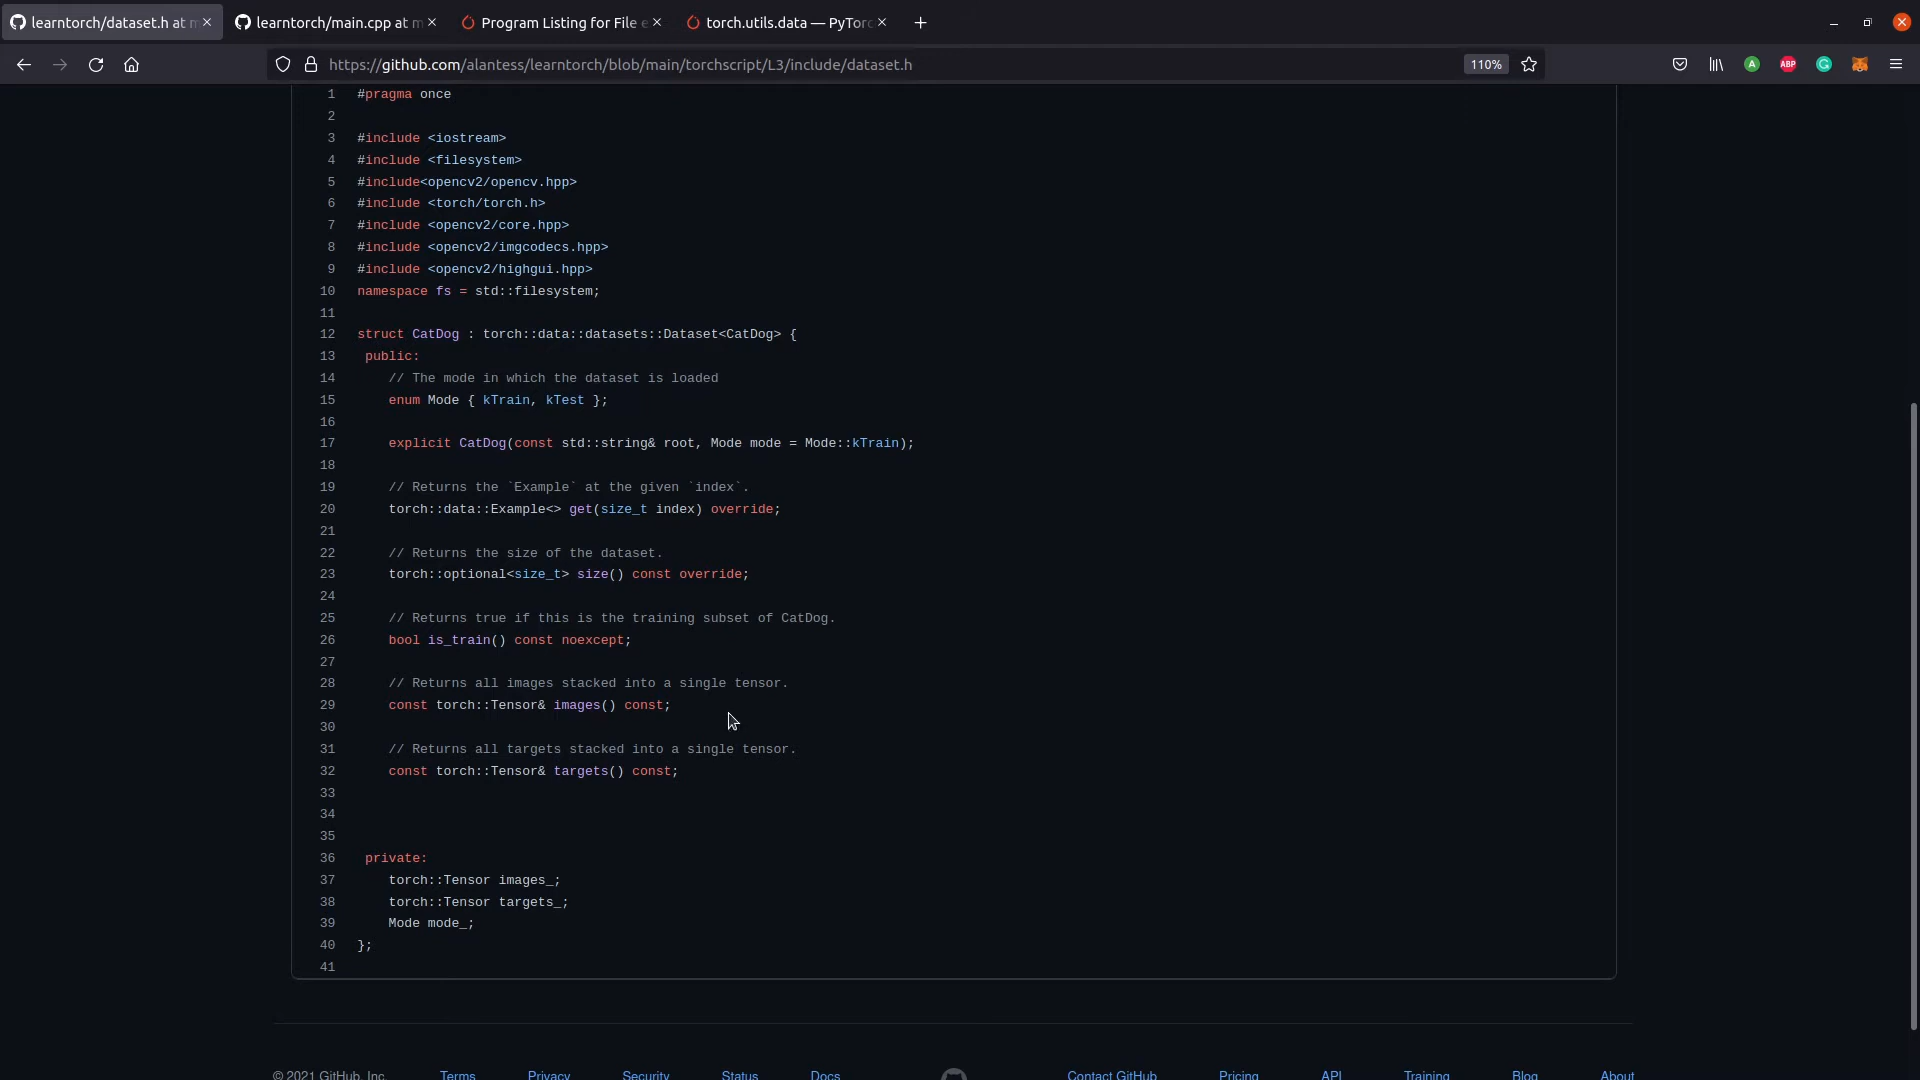 learntorch/dataset.h at m
learntorch/main.cpp at m
Program Listing for File e
torch.utils.data — PyTorc
https://github.com/alantess/learntorch/blob/main/torchscript/L3/include/dataset.h
110%
ABP
1 #pragma once
2
3 #include <iostream>
4 #include <filesystem>
5 #include<opencv2/opencv.hpp>
6 #include <torch/torch.h>
7 #include <opencv2/core.hpp>
8 #include <opencv2/imgcodecs.hpp>
9 #include <opencv2/highgui.hpp>
10 namespace fs = std::filesystem;
11
12 struct CatDog : torch::data::datasets::Dataset<CatDog> {
13 public:
14 // The mode in which the dataset is loaded
15 enum Mode { kTrain, kTest };
16
17 explicit CatDog(const std::string& root, Mode mode = Mode::kTrain);
18
19 // Returns the `Example` at the given `index`.
20 torch::data::Example<> get(size_t index) override;
21
22 // Returns the size of the dataset.
23 torch::optional<size_t> size() const override;
24
25 // Returns true if this is the training subset of CatDog.
26 bool is_train() const noexcept;
27
28 // Returns all images stacked into a single tensor.
29 const torch::Tensor& images() const;
30
31 // Returns all targets stacked into a single tensor.
32 const torch::Tensor& targets() const;
33
34
35
36 private:
37 torch::Tensor images_;
38 torch::Tensor targets_;
39 Mode mode_;
40 };
41
© 2021 GitHub, Inc. Terms Privacy Security Status Docs Contact GitHub Pricing API Training Blog About